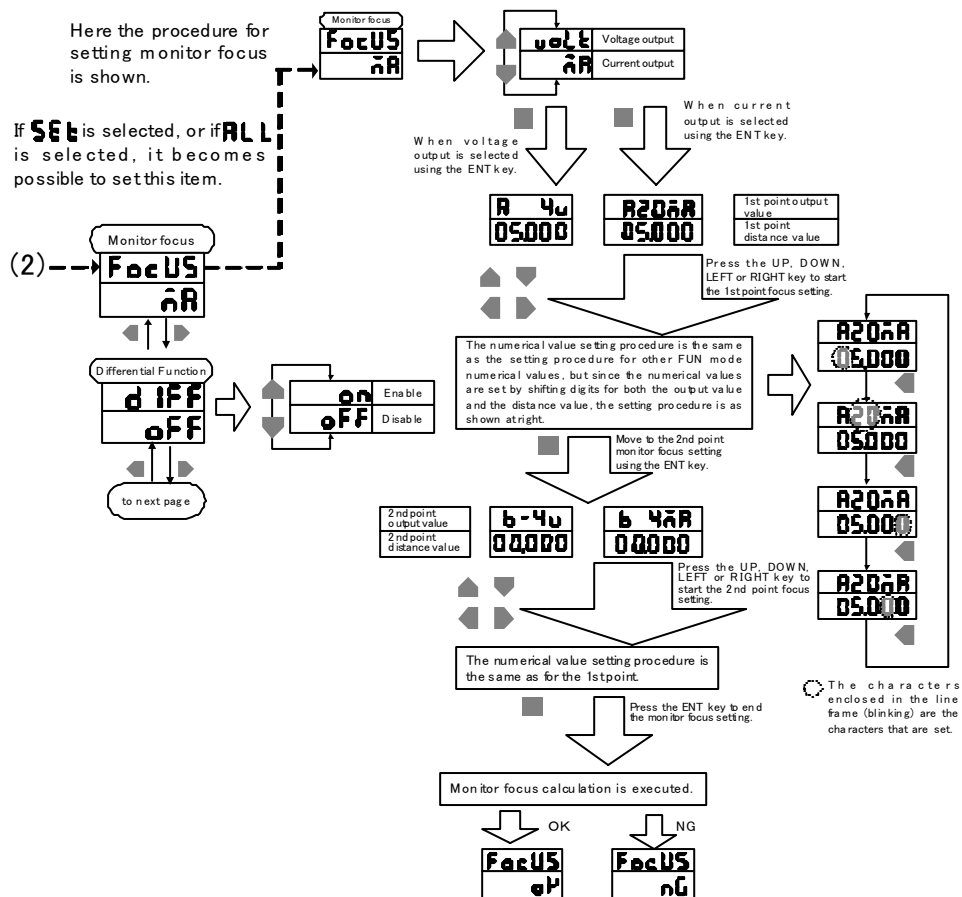 Here the procedure for
setting monitor focus
is shown.
If SEt is selected, or if ALL
is selected, it becomes
possible to set this item.
(2)
Monitor focus
FocUS
mA
Differential Function
dIFF
oFF
to next page
on Enable
oFF Disable
Monitor focus
FocUS
mA
volt Voltage output
mA Current output
When voltage
output is selected
using the ENT key.
When current
output is selected
using the ENT key.
A 4v
05.000
A20mA
05.000
1st point output
value
1st point
distance value
Press the UP, DOWN,
LEFT or RIGHT key to start
the 1st point focus setting.
The numerical value setting procedure is the same
as the setting procedure for other FUN mode
numerical values, but since the numerical values
are set by shifting digits for both the output value
and the distance value, the setting procedure is as
shown at right.
Move to the 2nd point
monitor focus setting
using the ENT key.
2nd point
output value
2nd point
distance value
b-4v
00.000
b 4mA
00.000
Press the UP, DOWN,
LEFT or RIGHT key to
start the 2nd point focus
setting.
The numerical value setting procedure is
the same as for the 1st point.
Press the ENT key to end
the monitor focus setting.
Monitor focus calculation is executed.
OK
NG
FocUS
oK
FocUS
nG
A20mA
05.000
A20mA
05.000
A20mA
05.000
A20mA
05.000
The characters
enclosed in the line
frame (blinking) are the
characters that are set.